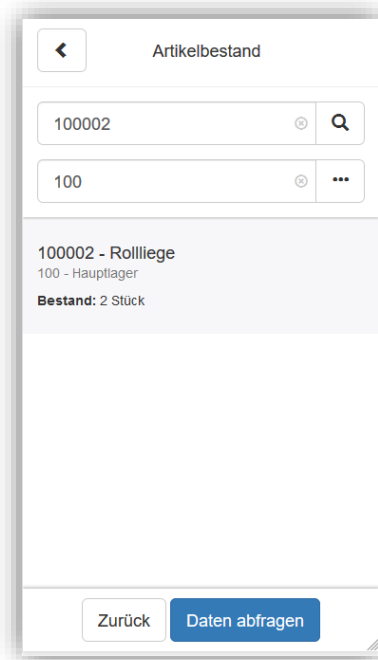 Artikelbestand
100002
100
100002 - Rollliege
100 - Hauptlager
Bestand: 2 Stück
Zurück
Daten abfragen